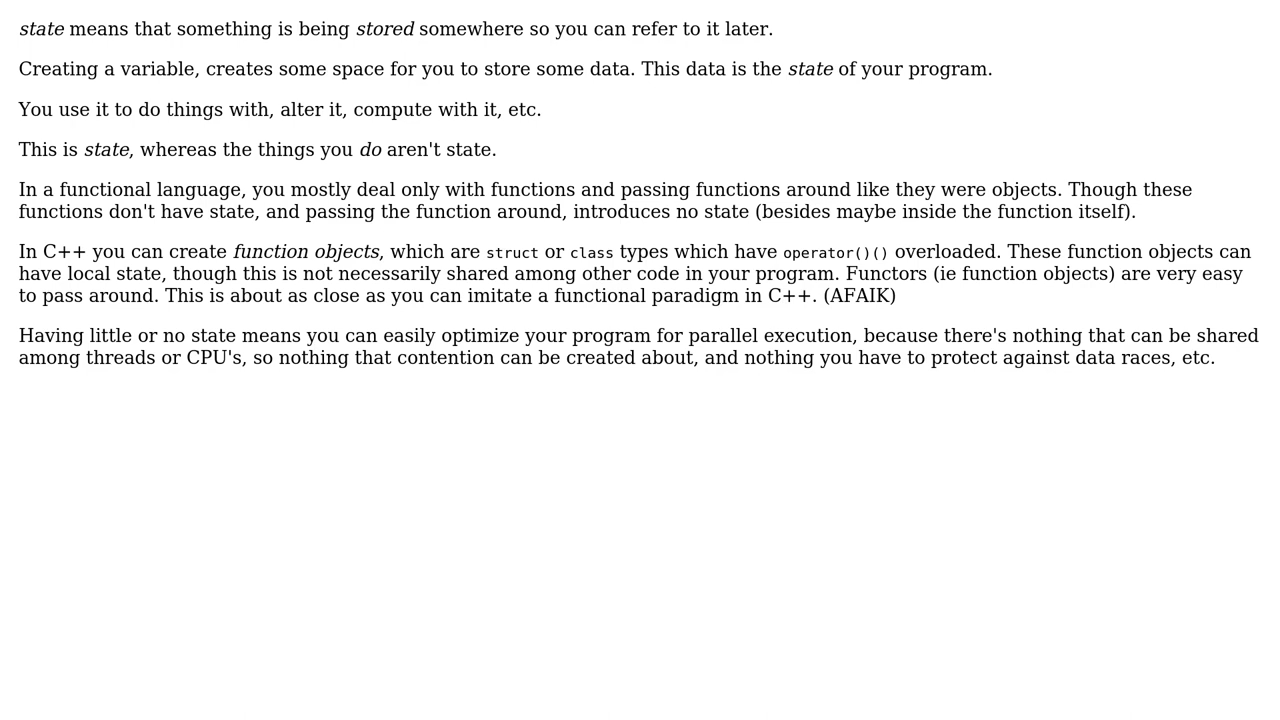 state means that something is being stored somewhere so you can refer to it later.
Creating a variable, creates some space for you to store some data. This data is the state of your program.
You use it to do things with, alter it, compute with it, etc.
This is state, whereas the things you do aren't state.
In a functional language, you mostly deal only with functions and passing functions around like they were objects. Though these
functions don't have state, and passing the function around, introduces no state (besides maybe inside the function itself).
In C++ you can create function objects, which are struct or class types which have operator()() overloaded. These function objects can
have local state, though this is not necessarily shared among other code in your program. Functors (ie function objects) are very easy
to pass around. This is about as close as you can imitate a functional paradigm in C++. (AFAIK)
Having little or no state means you can easily optimize your program for parallel execution, because there's nothing that can be shared
among threads or CPU's, so nothing that contention can be created about, and nothing you have to protect against data races, etc.